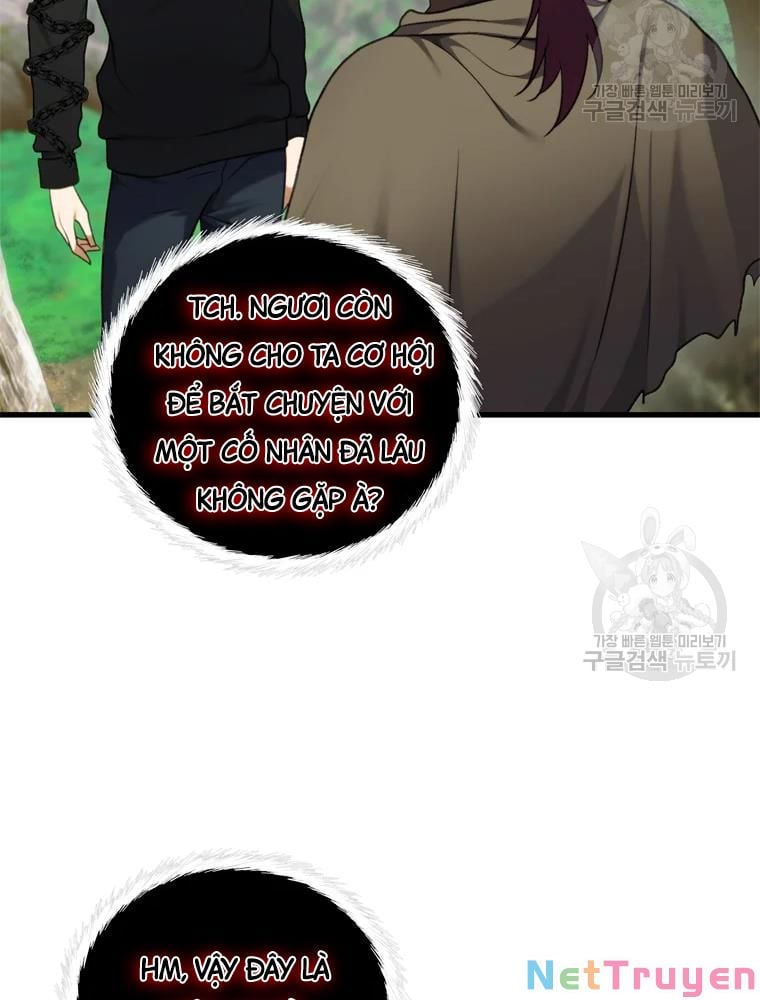 가장 빠른 웹툰 미리보기
구글검색 뉴토끼
TCH. NGƯƠI CÒN
KHÔNG CHO TA CƠ HỘI
ĐỂ BẮT CHUYỆN VỚI
MỘT CỐ NHÂN ĐÃ LÂU
KHÔNG GẶP À?
가장 빠른 웹툰 미리보기
구글검색 뉴토끼
HM, VẬY ĐÂY LÀ
NetTruyen